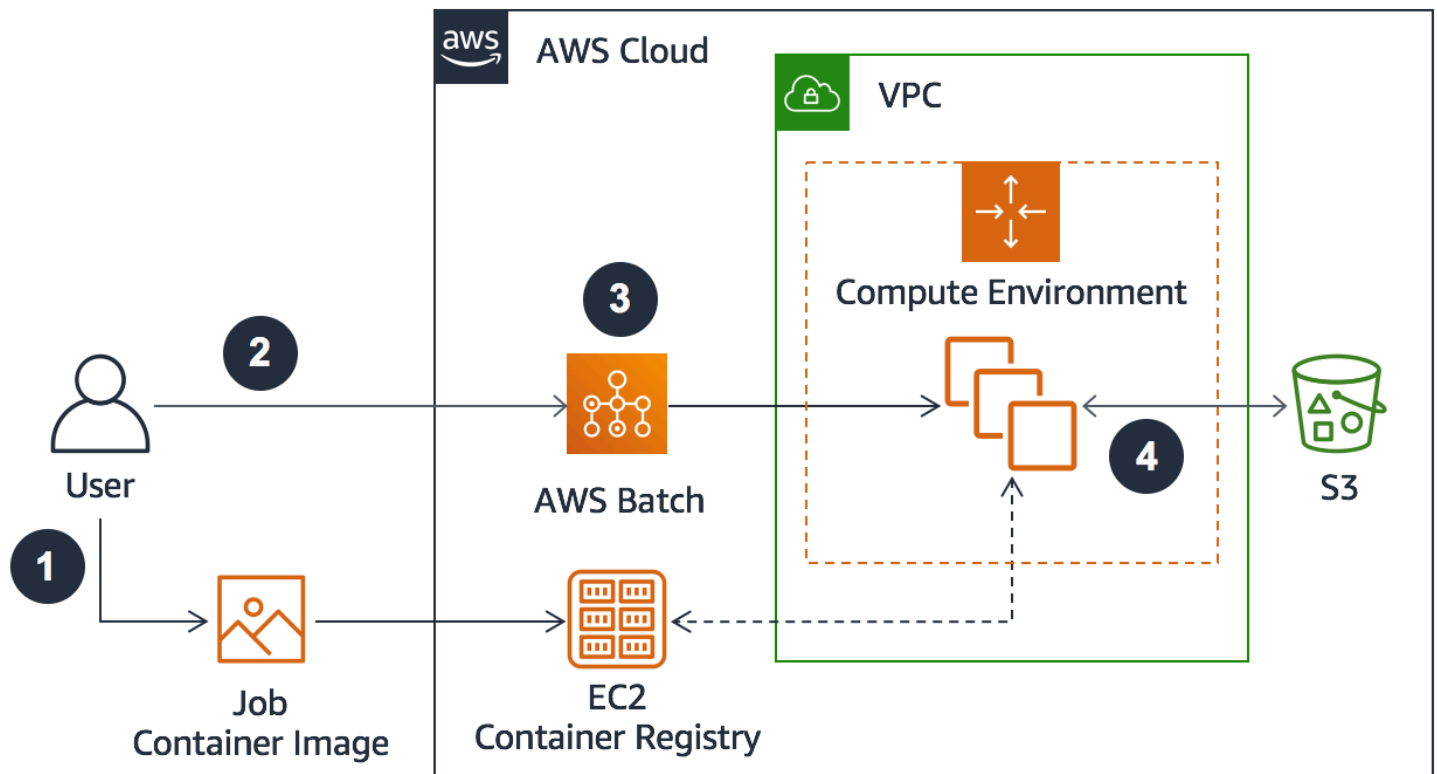 aws
AWS Cloud
VPC
Compute Environment
3
2
4
User
AWS Batch
S3
1
Job
Container Image
EC2
Container Registry